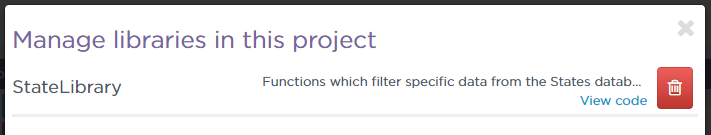 Manage libraries in this project
StateLibrary
Functions which filter specific data from the States datab...
View code